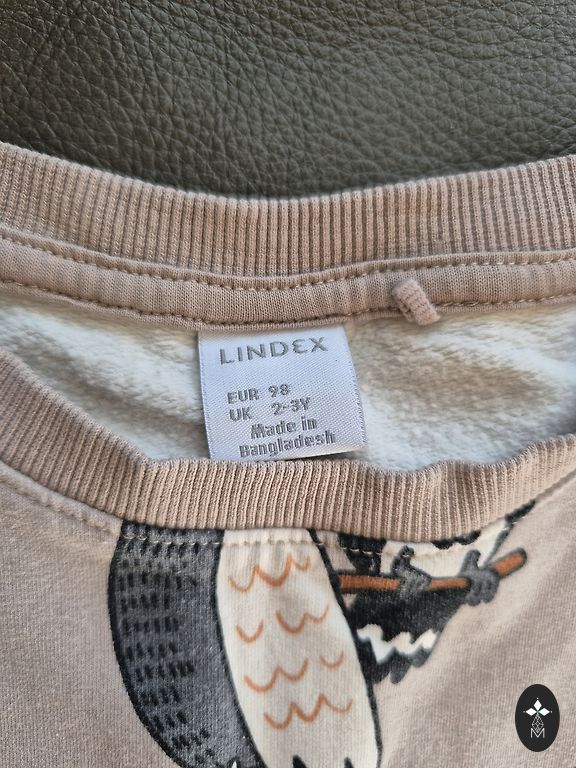 LINDEX
EUR 98
UK 2-3Y
Made in
Bangladesh